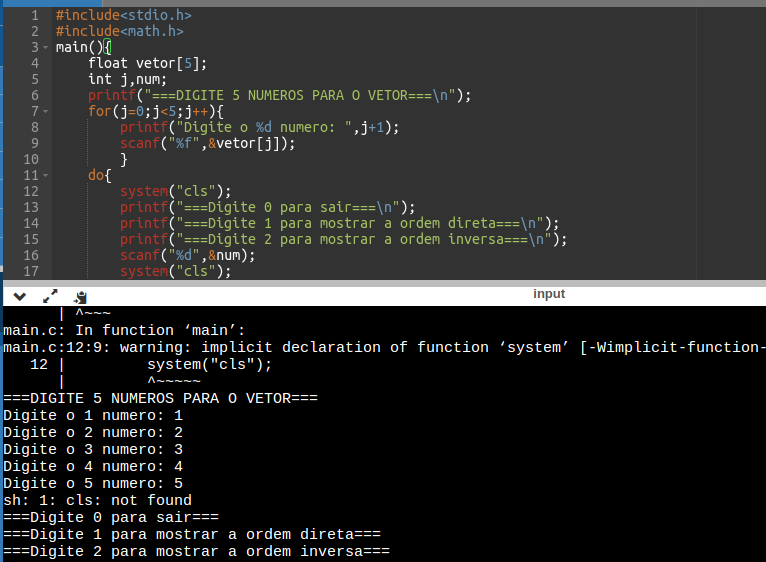 1 #include<stdio.h>
2 #include<math.h>
3 main(){
4 float vetor[5];
5 int j,num;
6 printf("===DIGITE 5 NUMEROS PARA O VETOR===\n");
7 for(j=0;j<5;j++){
8 printf("Digite o %d numero: ",j+1);
9 scanf("%f",&vetor[j]);
10 }
11 do{
12 system("cls");
13 printf("===Digite 0 para sair===\n");
14 printf("===Digite 1 para mostrar a ordem direta===\n");
15 printf("===Digite 2 para mostrar a ordem inversa===\n");
16 scanf("%d",&num);
17 system("cls");
input
| ^~~~
main.c: In function ‘main’:
main.c:12:9: warning: implicit declaration of function ‘system’ [-Wimplicit-function-
12 | system("cls");
| ^~~~~~
===DIGITE 5 NUMEROS PARA O VETOR===
Digite o 1 numero: 1
Digite o 2 numero: 2
Digite o 3 numero: 3
Digite o 4 numero: 4
Digite o 5 numero: 5
sh: 1: cls: not found
===Digite 0 para sair===
===Digite 1 para mostrar a ordem direta===
===Digite 2 para mostrar a ordem inversa===